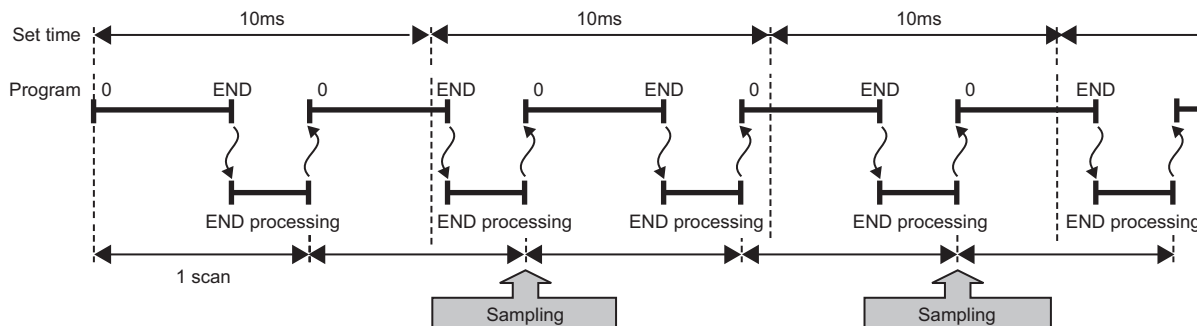 10ms 10ms 10ms
Set time
Program 0 END 0 END 0 END 0 END 0 END
END processing END processing END processing END processing END processing
1 scan
Sampling Sampling